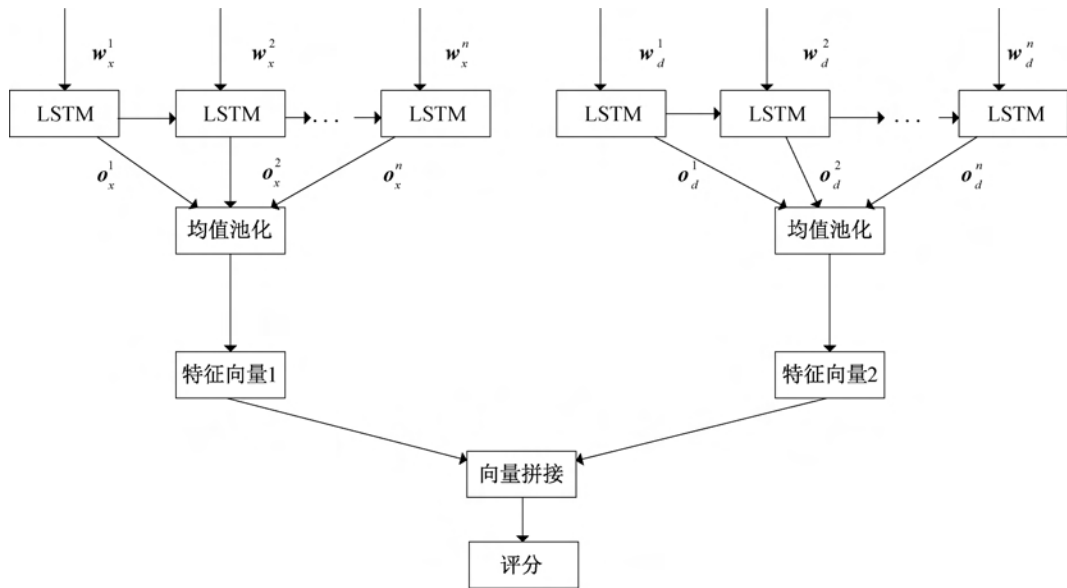 w_x^1 w_x^2 w_x^n w_d^1 w_d^2 w_d^n
LSTM LSTM ... LSTM LSTM LSTM ... LSTM
o_x^1 o_x^2 o_x^n o_d^1 o_d^2 o_d^n
均值池化 均值池化
特征向量1 特征向量2
向量拼接
评分